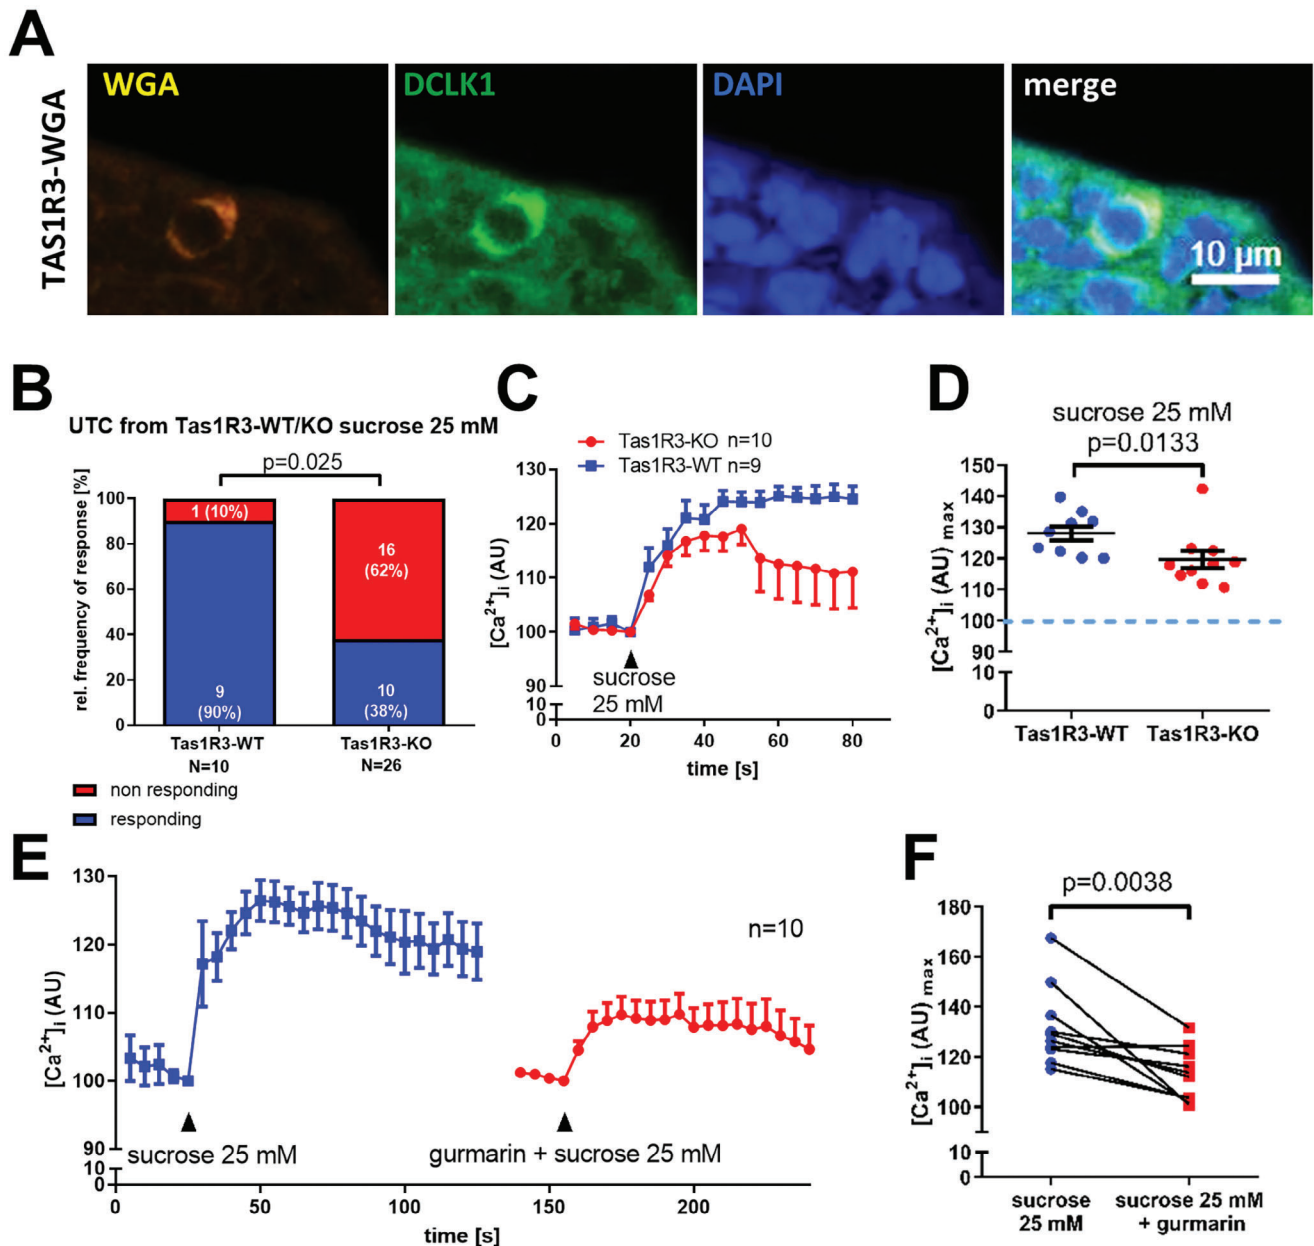 A
TAS1R3-WGA
WGA
DCLK1
DAPI
merge
10 µm
B
UTC from Tas1R3-WT/KO sucrose 25 mM
p=0.025
rel. frequency of response [%]
100
80
60
40
20
0
1 (10%)
9
(90%)
16
(62%)
10
(38%)
Tas1R3-WT
N=10
Tas1R3-KO
N=26
non responding
responding
C
Tas1R3-KO n=10
Tas1R3-WT n=9
[Ca²⁺]ᵢ (AU)
130
120
110
100
90
10
0
sucrose
25 mM
0
20
40
60
80
time [s]
D
sucrose 25 mM
p=0.0133
[Ca²⁺]ᵢ (AU) max
150
140
130
120
110
100
90
10
0
Tas1R3-WT
Tas1R3-KO
E
[Ca²⁺]ᵢ (AU)
130
120
110
100
90
10
0
n=10
sucrose 25 mM
gurmarin + sucrose 25 mM
0
50
100
150
200
time [s]
F
p=0.0038
[Ca²⁺]ᵢ (AU) max
180
160
140
120
100
10
0
sucrose
25 mM
sucrose 25 mM
+ gurmarin